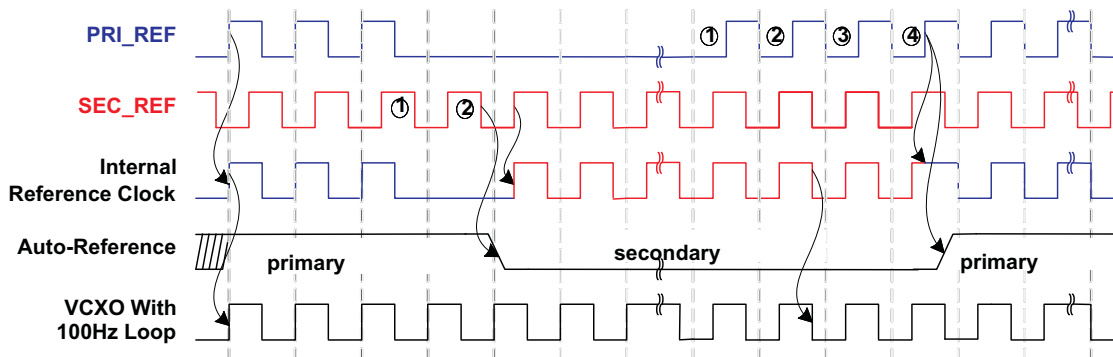 PRI_REF
① ② ③ ④
SEC_REF
① ②
Internal
Reference Clock
Auto-Reference
primary secondary primary
VCXO With
100Hz Loop